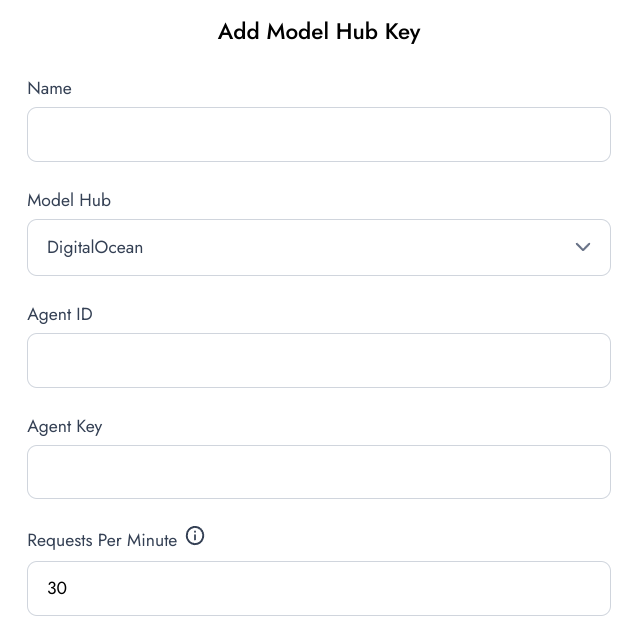 Add Model Hub Key
Name
Model Hub
DigitalOcean
Agent ID
Agent Key
Requests Per Minute
30